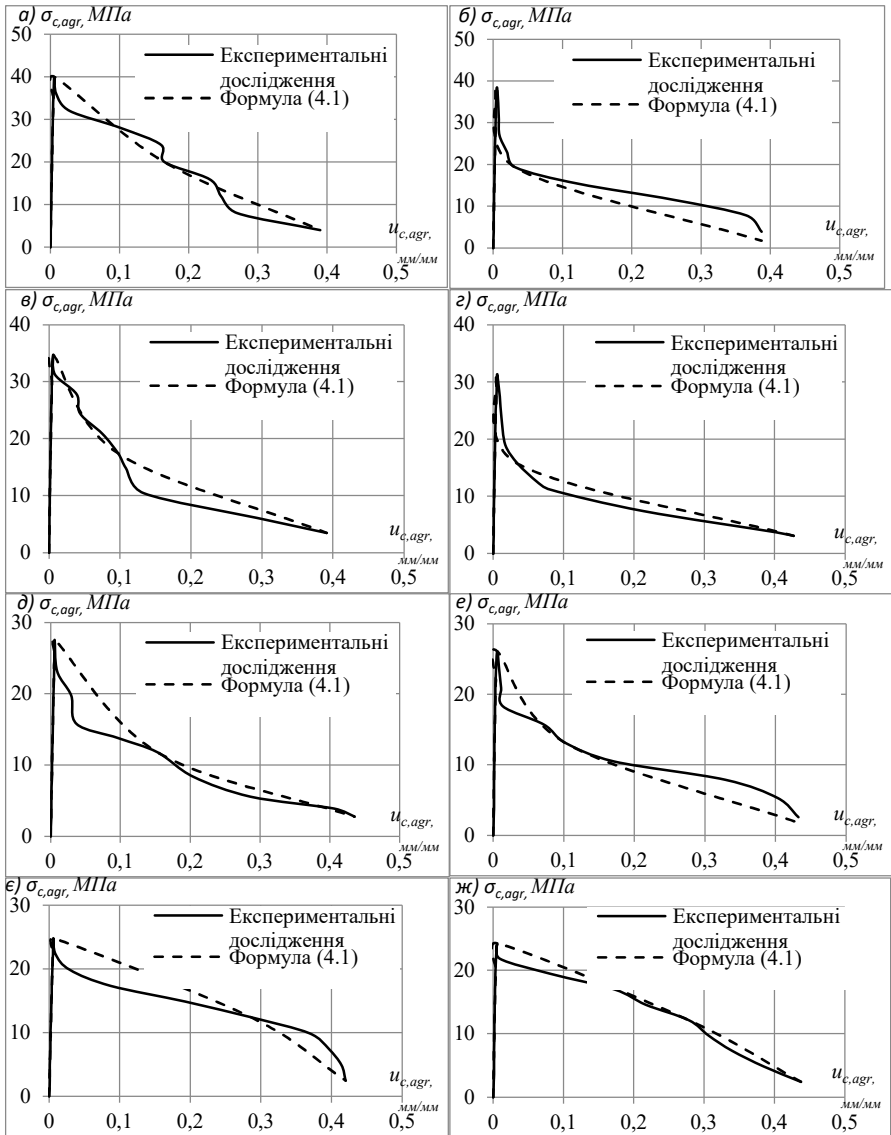 а) σc,agr, МПа
50
40
30
20
10
0
Експериментальні
дослідження
Формула (4.1)
uc,agr,
мм/мм
0 0,1 0,2 0,3 0,4 0,5
б) σc,agr, МПа
50
40
30
20
10
0
Експериментальні
дослідження
Формула (4.1)
uc,agr,
мм/мм
0 0,1 0,2 0,3 0,4 0,5
в) σc,agr, МПа
40
30
20
10
0
Експериментальні
дослідження
Формула (4.1)
uc,agr,
мм/мм
0 0,1 0,2 0,3 0,4 0,5
г) σc,agr, МПа
40
30
20
10
0
Експериментальні
дослідження
Формула (4.1)
uc,agr,
мм/мм
0 0,1 0,2 0,3 0,4 0,5
д) σc,agr, МПа
30
20
10
0
Експериментальні
дослідження
Формула (4.1)
uc,agr,
мм/мм
0 0,1 0,2 0,3 0,4 0,5
е) σc,agr, МПа
30
20
10
0
Експериментальні
дослідження
Формула (4.1)
uc,agr,
мм/мм
0 0,1 0,2 0,3 0,4 0,5
є) σc,agr, МПа
30
20
10
0
Експериментальні
дослідження
Формула (4.1)
uc,agr,
мм/мм
0 0,1 0,2 0,3 0,4 0,5
ж) σc,agr, МПа
30
20
10
0
Експериментальні
дослідження
Формула (4.1)
uc,agr,
мм/мм
0 0,1 0,2 0,3 0,4 0,5